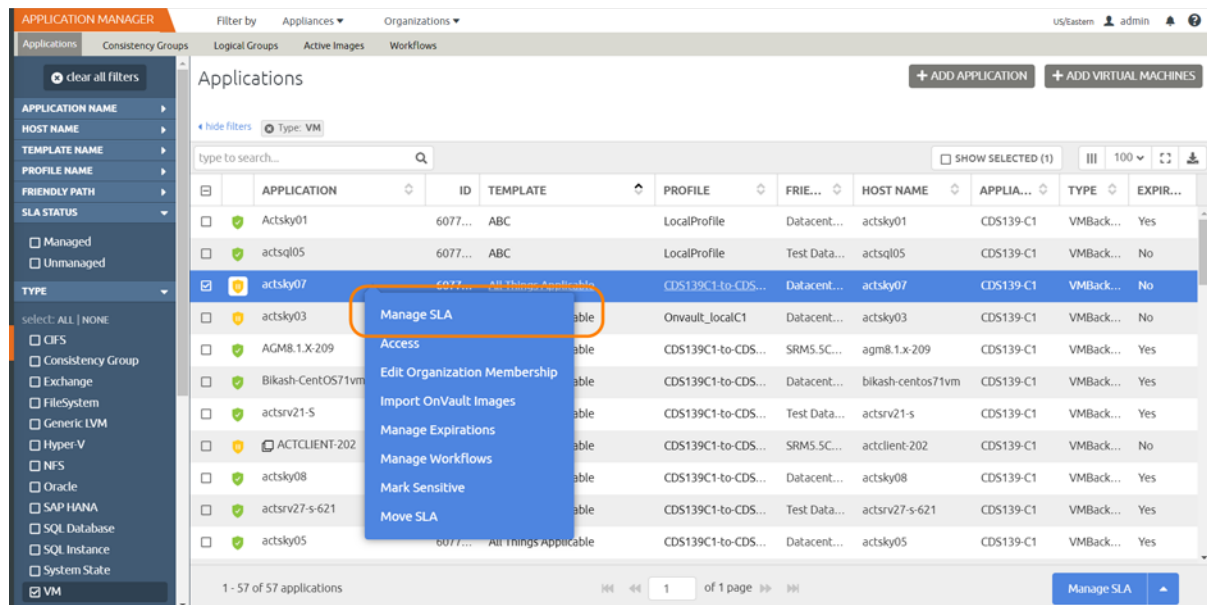 APPLICATION MANAGER Filter by Appliances Organizations US/Eastern admin
Applications Consistency Groups Logical Groups Active Images Workflows
clear all filters
APPLICATION NAME
HOST NAME
TEMPLATE NAME
PROFILE NAME
FRIENDLY PATH
SLA STATUS
Managed
Unmanaged
TYPE
select: ALL | NONE
CIFS
Consistency Group
Exchange
FileSystem
Generic LVM
Hyper-V
NFS
Oracle
SAP HANA
SQL Database
SQL Instance
System State
VM
Applications + ADD APPLICATION + ADD VIRTUAL MACHINES
hide filters Type: VM
type to search... SHOW SELECTED (1) 100
APPLICATION ID TEMPLATE PROFILE FRIE... HOST NAME APPLIA... TYPE EXPIR...
Actsky01 6077... ABC LocalProfile Datacent... actsky01 CDS139-C1 VMBack... Yes
actsql05 6077... ABC LocalProfile Test Data... actsql05 CDS139-C1 VMBack... No
actsky07 6077... All Things Applicable CDS139C1-to-CDS... Datacent... actsky07 CDS139-C1 VMBack... No
actsky03 able Onvault_localC1 Datacent... actsky03 CDS139-C1 VMBack... No
AGM8.1.X-209 able CDS139C1-to-CDS... SRM5.5C... agm8.1.x-209 CDS139-C1 VMBack... Yes
Bikash-CentOS71vm able CDS139C1-to-CDS... Datacent... bikash-centos71vm CDS139-C1 VMBack... Yes
actsrv21-S able CDS139C1-to-CDS... Test Data... actsrv21-s CDS139-C1 VMBack... Yes
ACTCLIENT-202 able CDS139C1-to-CDS... SRM5.5C... actclient-202 CDS139-C1 VMBack... No
actsky08 able CDS139C1-to-CDS... Datacent... actsky08 CDS139-C1 VMBack... Yes
actsrv27-s-621 able CDS139C1-to-CDS... Test Data... actsrv27-s-621 CDS139-C1 VMBack... Yes
actsky05 6077... All Things Applicable CDS139C1-to-CDS... Datacent... actsky05 CDS139-C1 VMBack... Yes
Manage SLA
Access
Edit Organization Membership
Import OnVault Images
Manage Expirations
Manage Workflows
Mark Sensitive
Move SLA
1 - 57 of 57 applications 1 of 1 page Manage SLA